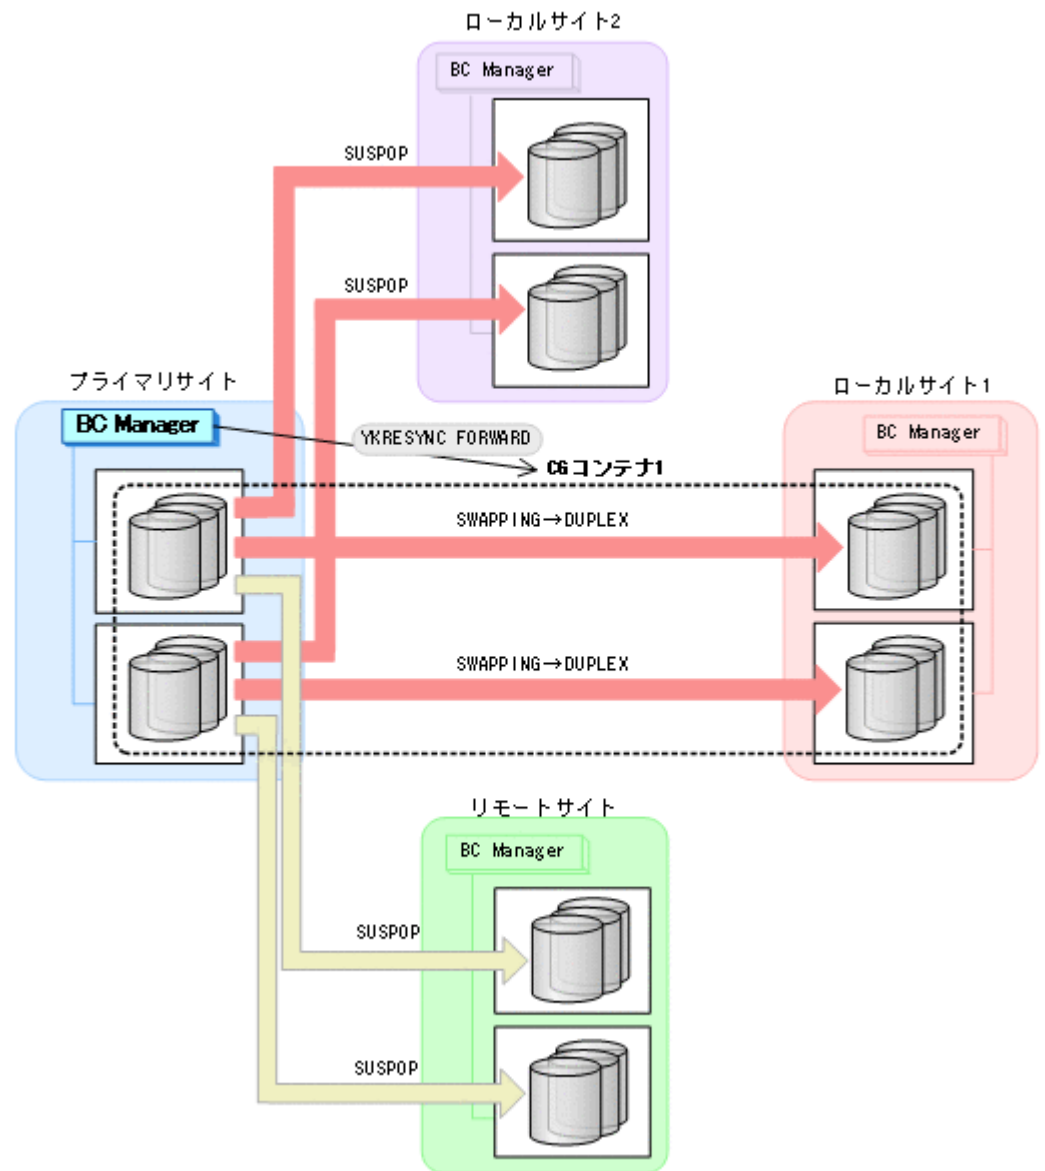 ローカルサイト2
BC Manager
SUSPOP
SUSPOP
プライマリサイト
BC Manager
YKRESYNC FORWARD
CGコンテナ1
ローカルサイト1
BC Manager
SWAPPING→DUPLEX
SWAPPING→DUPLEX
リモートサイト
BC Manager
SUSPOP
SUSPOP